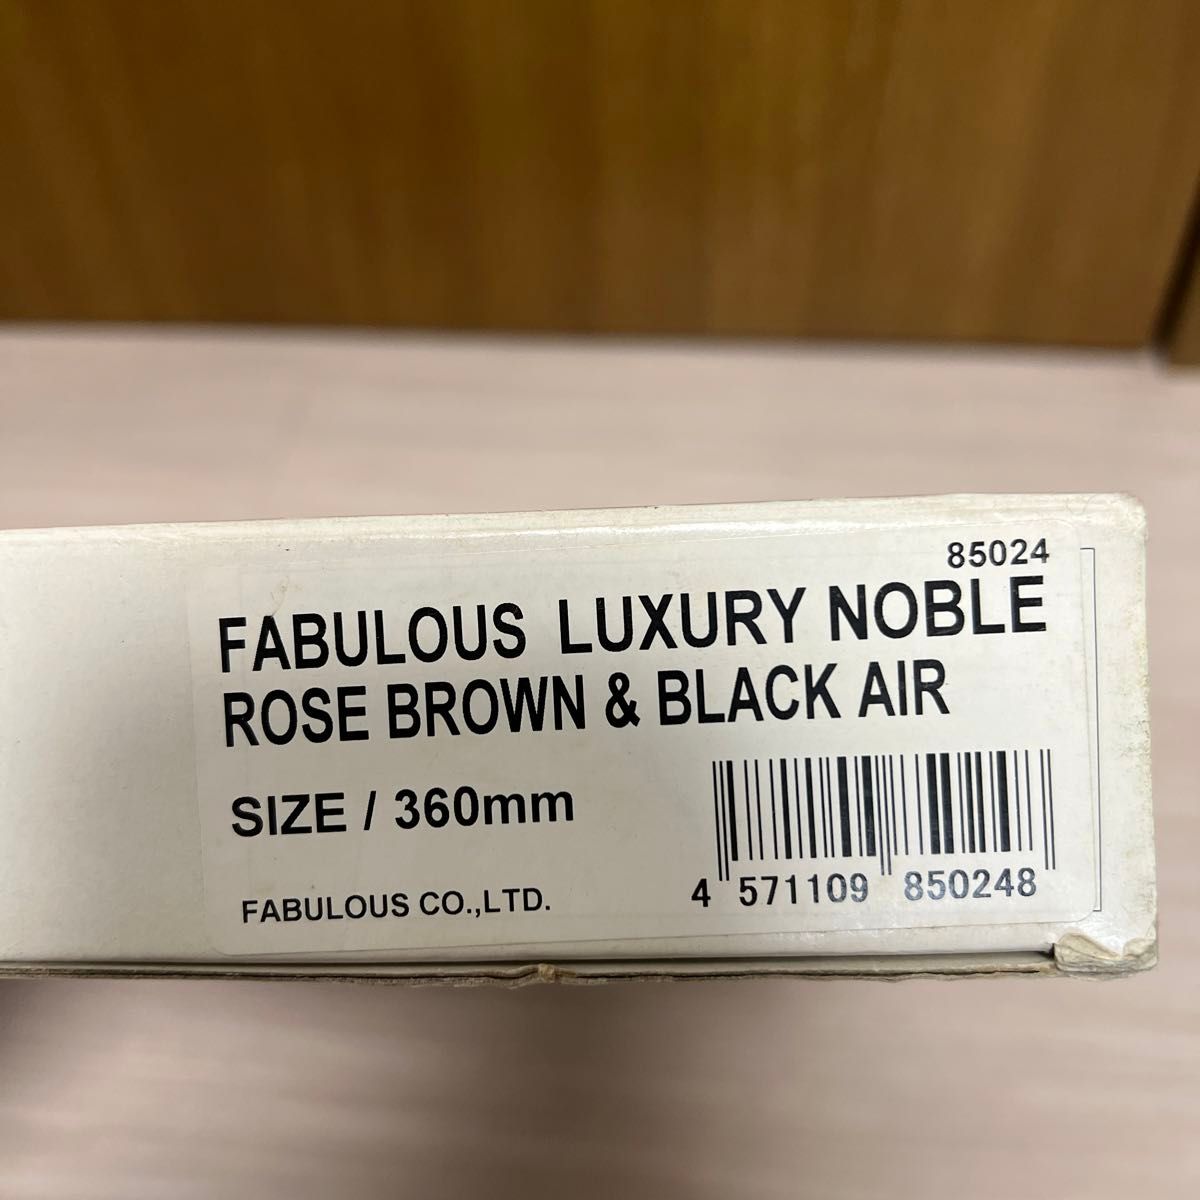 85024
FABULOUS LUXURY NOBLE
ROSE BROWN & BLACK AIR
SIZE / 360mm
FABULOUS CO.,LTD.
4 571109 850248